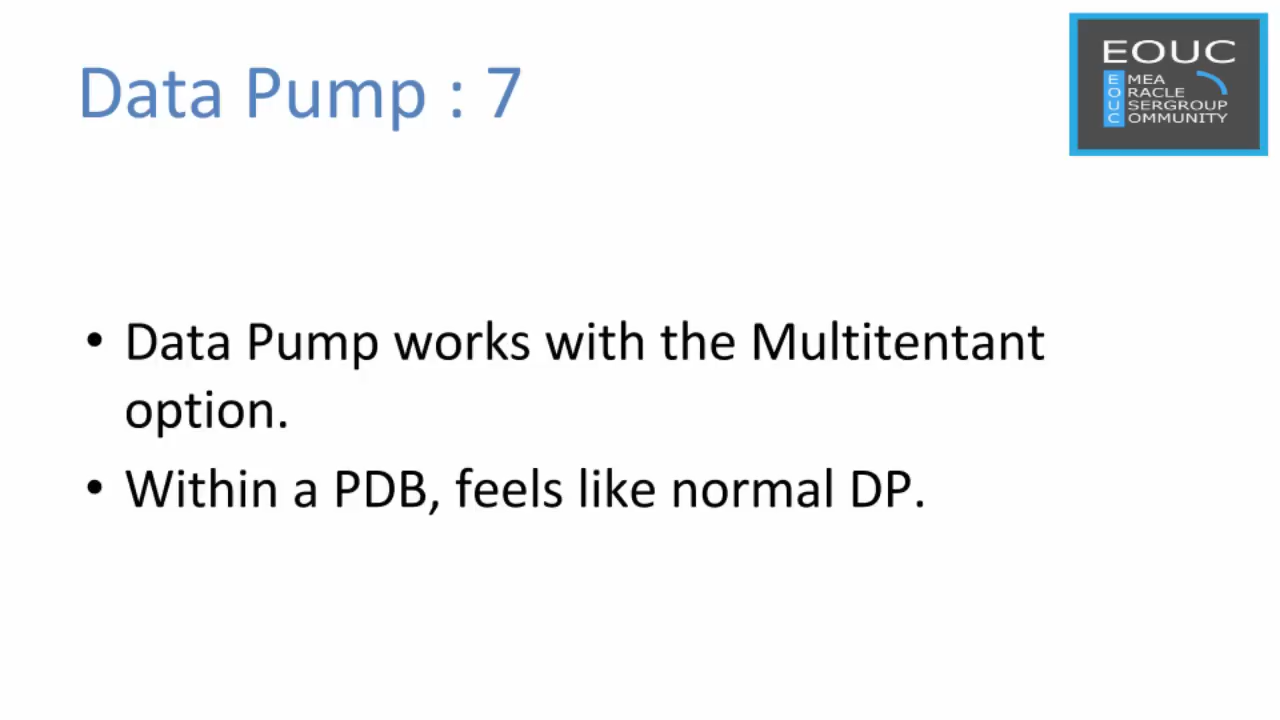 Data Pump : 7
EOUC
EMEA
ORACLE
USERGROUP
COMMUNITY
• Data Pump works with the Multitentant
option.
• Within a PDB, feels like normal DP.